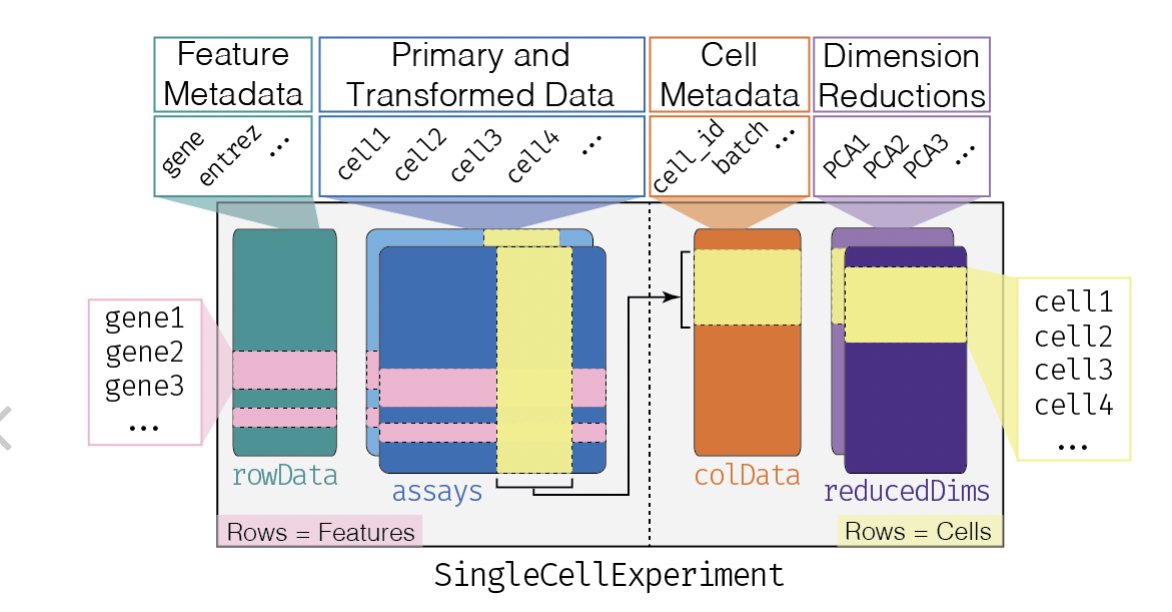 Feature
Metadata
Primary and
Transformed Data
Cell
Metadata
Dimension
Reductions
gene
entrez
...
cell1
cell2
cell3
cell4
...
cell_id
batch
...
PCA1
PCA2
PCA3
...
gene1
gene2
gene3
...
cell1
cell2
cell3
cell4
...
rowData
assays
colData
reducedDims
Rows = Features
Rows = Cells
SingleCellExperiment